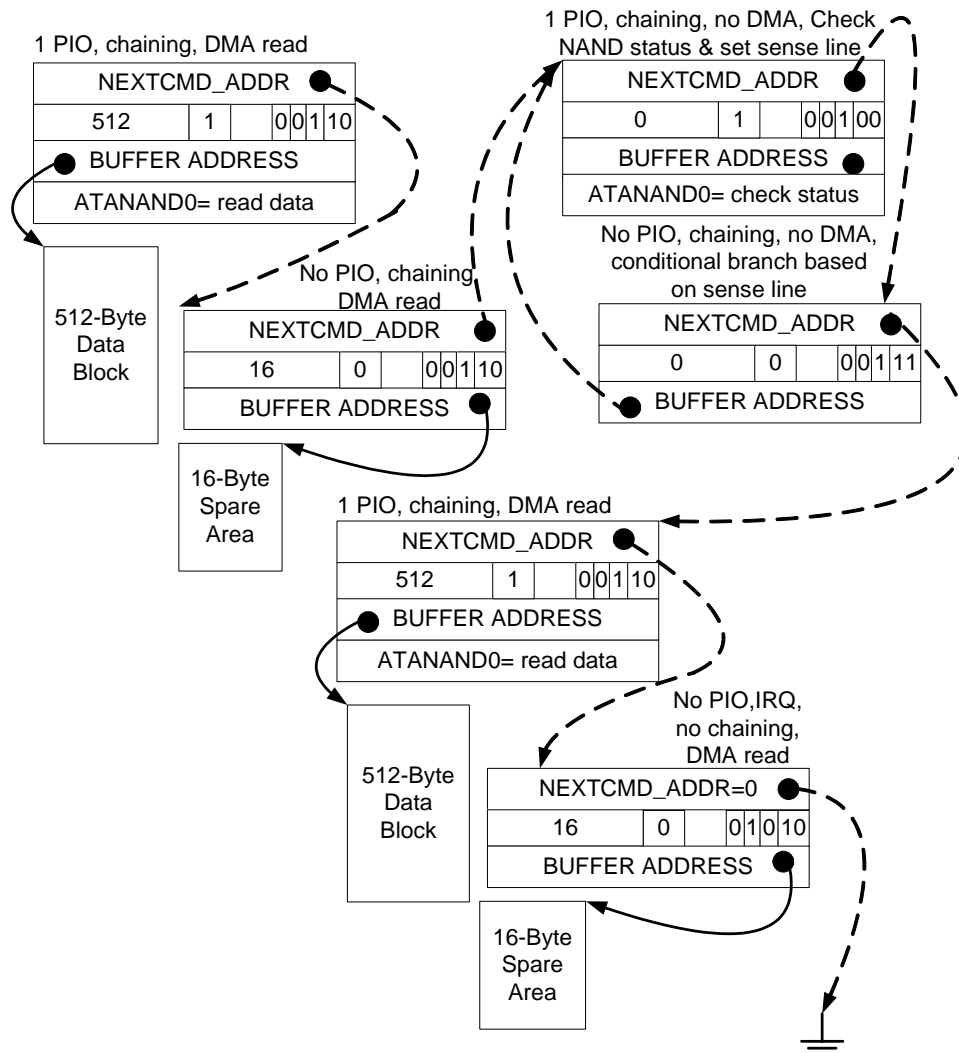 1 PIO, chaining, DMA read
NEXTCMD_ADDR
512 1 0 0 1 10
BUFFER ADDRESS
ATANAND0= read data
512-Byte
Data
Block
No PIO, chaining,
DMA read
NEXTCMD_ADDR
16 0 0 0 1 10
BUFFER ADDRESS
16-Byte
Spare
Area
1 PIO, chaining, no DMA, Check
NAND status & set sense line
NEXTCMD_ADDR
0 1 0 0 1 00
BUFFER ADDRESS
ATANAND0= check status
No PIO, chaining, no DMA,
conditional branch based
on sense line
NEXTCMD_ADDR
0 0 0 0 1 11
BUFFER ADDRESS
1 PIO, chaining, DMA read
NEXTCMD_ADDR
512 1 0 0 1 10
BUFFER ADDRESS
ATANAND0= read data
512-Byte
Data
Block
No PIO,IRQ,
no chaining,
DMA read
NEXTCMD_ADDR=0
16 0 0 1 0 10
BUFFER ADDRESS
16-Byte
Spare
Area